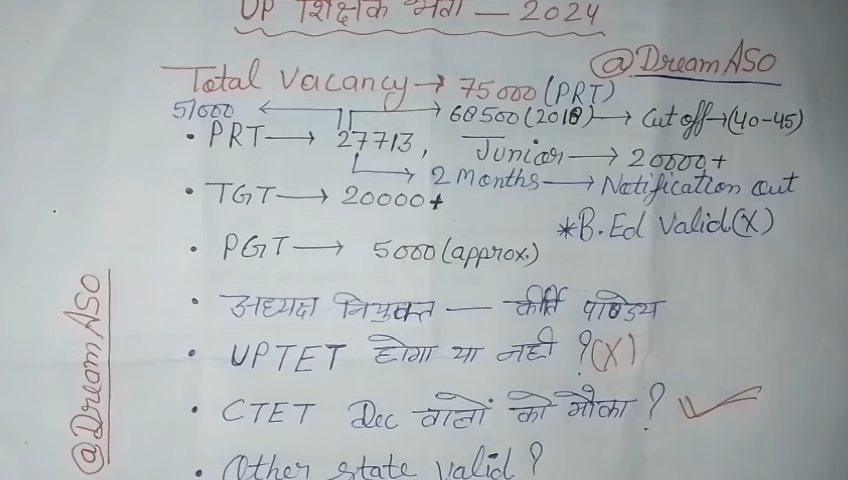 UP शिक्षक भर्ती — 2024
@DreamASO
Total Vacancy → 75000 (PRT)
51000 ← → 68500 (2018) → Cut off → (40-45)
• PRT → 27713, Junior → 20000+
→ 2 Months → Notification out
• TGT → 20000+
*B.Ed Valid (X)
• PGT → 5000 (approx.)
• अध्यक्ष नियुक्त — कीर्ति पाण्डेय
• UPTET होगा या नही ? (X)
• CTET Dec वालों को मौका ? ✓
• Other state valid ?
@DreamASO